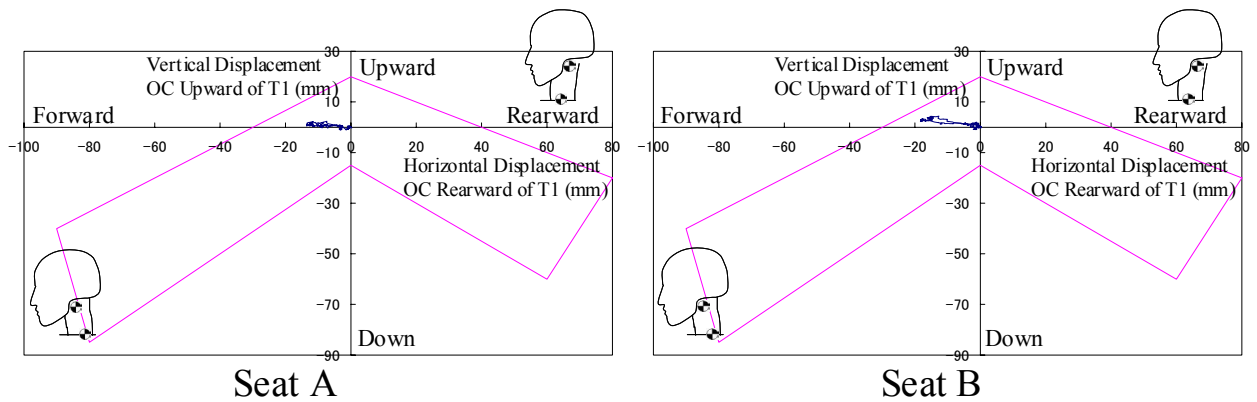 30
Vertical Displacement
Upward
OC Upward of T1 (mm)
10
Forward
Rearward
−100 −80 −60 −40 −20 0 20 40 60 80
−10
Horizontal Displacement
OC Rearward of T1 (mm)
−30
−50
−70
Down
−90
Seat A
30
Vertical Displacement
Upward
OC Upward of T1 (mm)
10
Forward
Rearward
−100 −80 −60 −40 −20 0 20 40 60 80
−10
Horizontal Displacement
OC Rearward of T1 (mm)
−30
−50
−70
Down
−90
Seat B